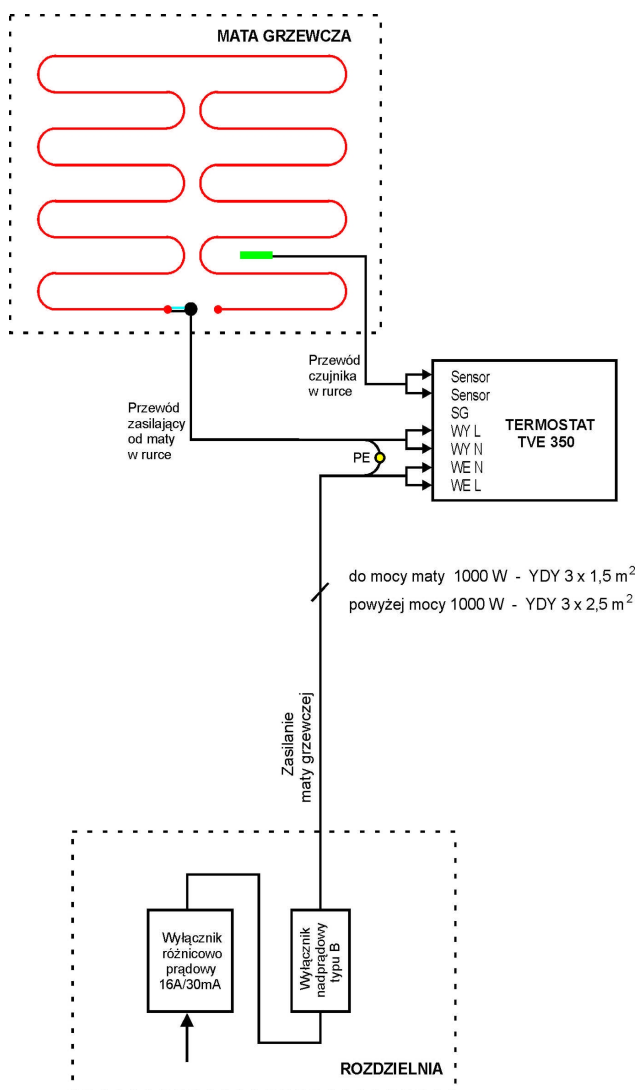 MATA GRZEWCZA
Przewód
czujnika
w rurce
Przewód
zasilający
od maty
w rurce
Sensor
Sensor
SG
WY L
WY N
WE N
WE L
TERMOSTAT
TVE 350
PE
do mocy maty 1000 W - YDY 3 x 1,5 m²
powyżej mocy 1000 W - YDY 3 x 2,5 m²
Zasilanie
maty grzewczej
Wyłącznik
różnicowo
prądowy
16A/30mA
Wyłącznik
nadprądowy
typu B
ROZDZIELNIA